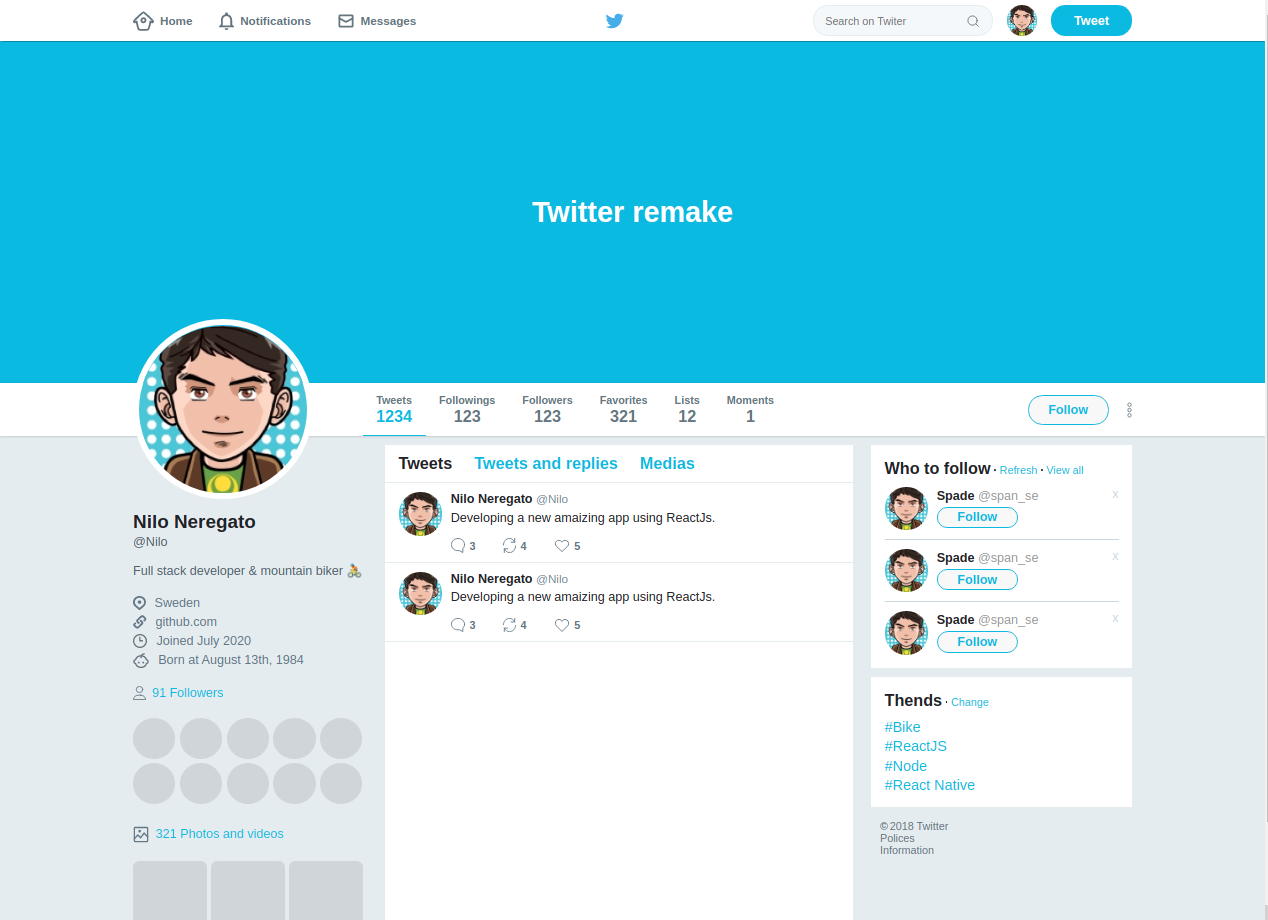 Home Notifications Messages Search on Twiter Tweet
Twitter remake
Tweets Followings Followers Favorites Lists Moments
1234 123 123 321 12 1
Follow
Nilo Neregato
@Nilo
Full stack developer & mountain biker 🚴
Sweden
github.com
Joined July 2020
Born at August 13th, 1984
91 Followers
321 Photos and videos
Tweets Tweets and replies Medias
Nilo Neregato @Nilo
Developing a new amaizing app using ReactJs.
3 4 5
Nilo Neregato @Nilo
Developing a new amaizing app using ReactJs.
3 4 5
Who to follow · Refresh · View all
Spade @span_se x
Follow
Spade @span_se x
Follow
Spade @span_se x
Follow
Thends · Change
#Bike
#ReactJS
#Node
#React Native
© 2018 Twitter
Polices
Information